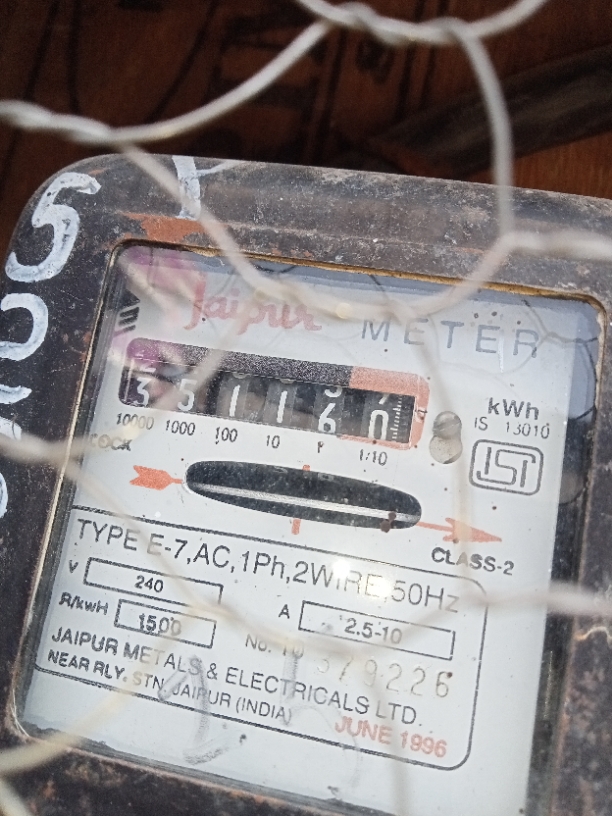 Jaipur METER
3 5 1 1 6 0
kWh
IS 13010
10000 1000 100 10 1 1/10
ISI
CLASS-2
TYPE E-7,AC,1Ph,2WIRE,50Hz
V 240
R/kWH 1500
A 2.5-10
No.
379226
JAIPUR METALS & ELECTRICALS LTD.
NEAR RLY. STN. JAIPUR (INDIA)
JUNE 1996